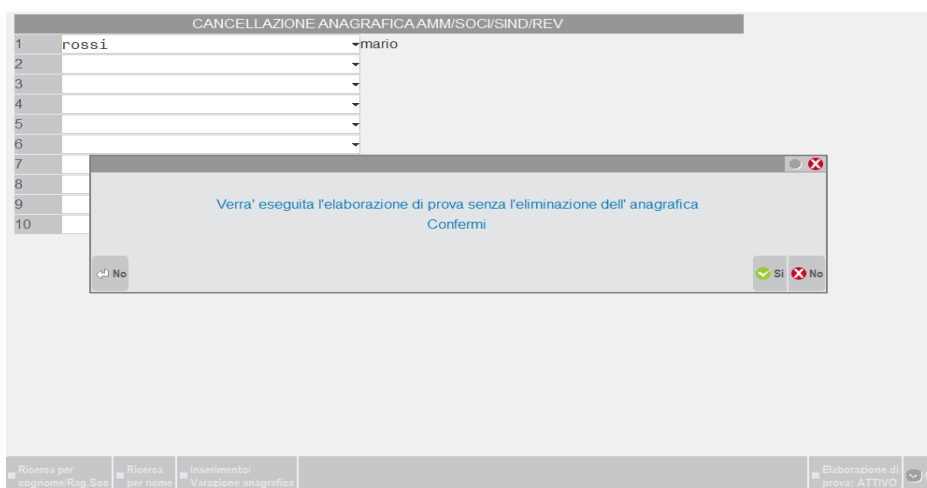 CANCELLAZIONE ANAGRAFICA AMM/SOCI/SIND/REV
1 rossi mario
2
3
4
5
6
7
8
9
10
Verra' eseguita l'elaborazione di prova senza l'eliminazione dell' anagrafica
Confermi
No
Si No
Ricerca per
cognome/Rag.Soc
Ricerca
per nome
Inserimento/
Varazione anagrafisa
Elaborazione di
prova: ATTIVO